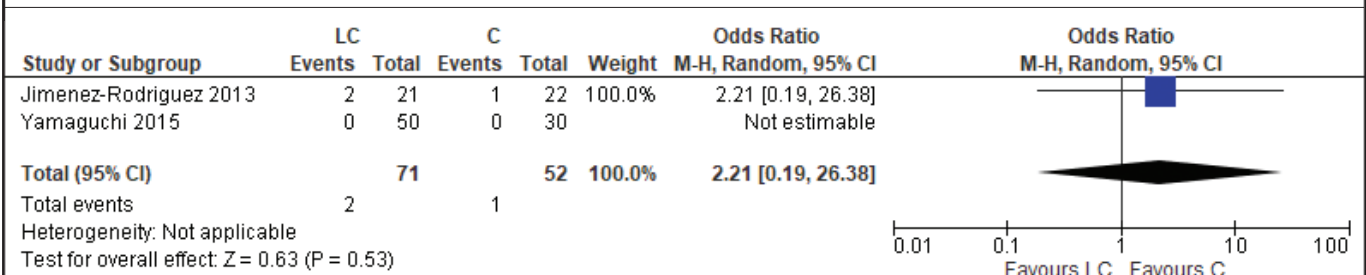 LC C Odds Ratio Odds Ratio
Study or Subgroup Events Total Events Total Weight M-H, Random, 95% CI M-H, Random, 95% CI
Jimenez-Rodriguez 2013 2 21 1 22 100.0% 2.21 [0.19, 26.38]
Yamaguchi 2015 0 50 0 30 Not estimable
Total (95% CI) 71 52 100.0% 2.21 [0.19, 26.38]
Total events 2 1
Heterogeneity: Not applicable
Test for overall effect: Z = 0.63 (P = 0.53)
0.01 0.1 1 10 100
Favours LC Favours C